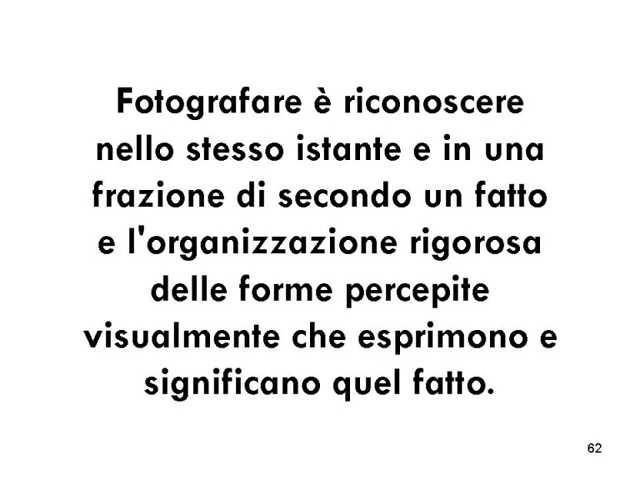 Fotografare è riconoscere
nello stesso istante e in una
frazione di secondo un fatto
e l'organizzazione rigorosa
delle forme percepite
visualmente che esprimono e
significano quel fatto.
62